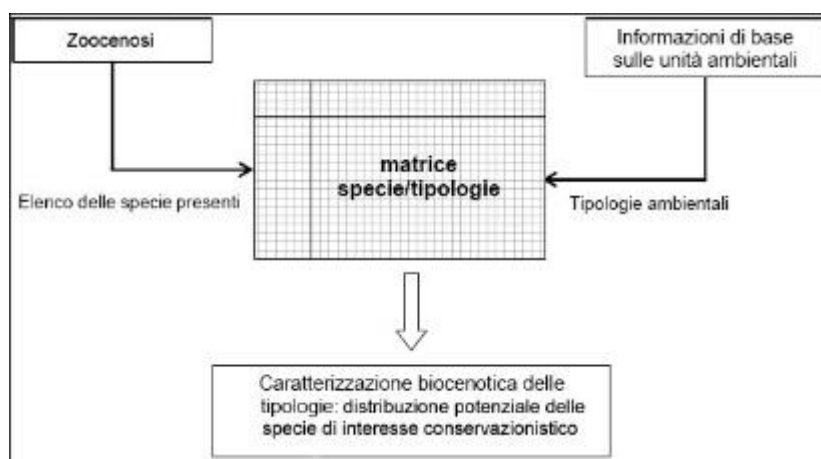 Zoocenosi
Informazioni di base
sulle unità ambientali
matrice
specie/tipologie
Elenco delle specie presenti
Tipologie ambientali
Caratterizzazione biocenotica delle
tipologie: distribuzione potenziale delle
specie di interesse conservazionistico